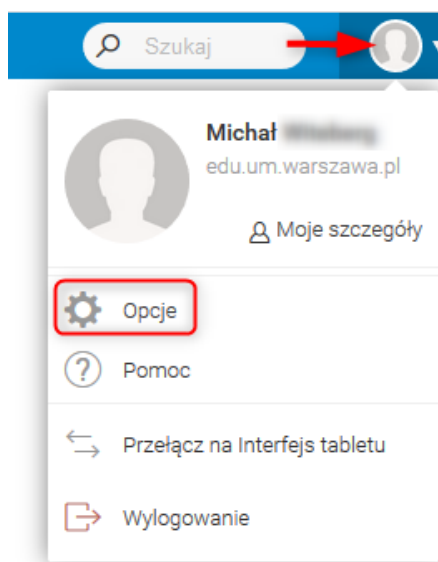 Szukaj
Michał
edu.um.warszawa.pl
Moje szczegóły
Opcje
Pomoc
Przełącz na Interfejs tabletu
Wylogowanie